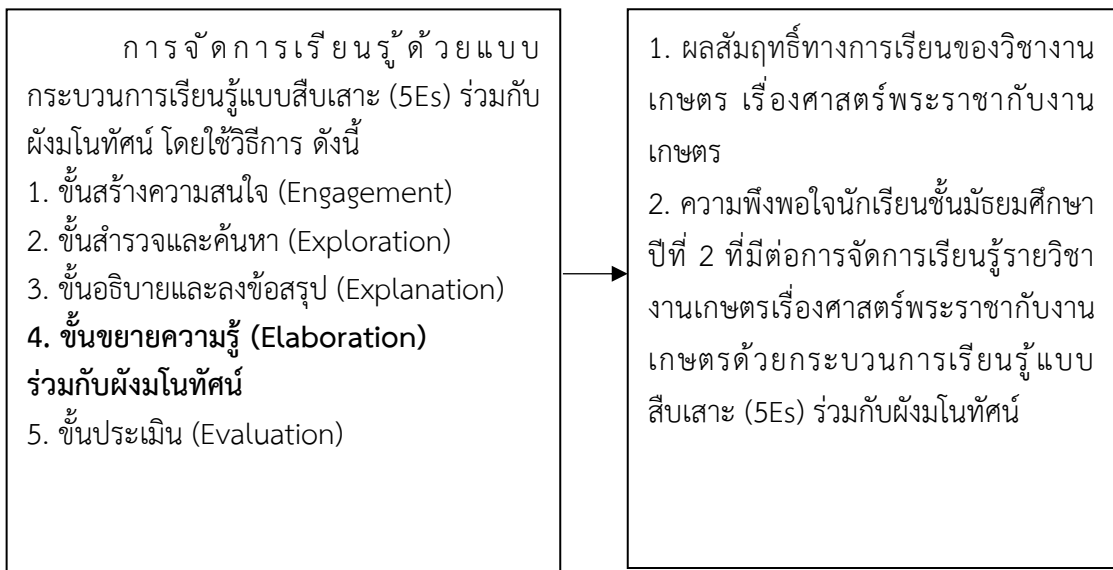 การจัดการเรียนรู้ด้วยแบบ
กระบวนการเรียนรู้แบบสืบเสาะ (5Es) ร่วมกับ
ผังมโนทัศน์ โดยใช้วิธีการ ดังนี้
1. ขั้นสร้างความสนใจ (Engagement)
2. ขั้นสำรวจและค้นหา (Exploration)
3. ขั้นอธิบายและลงข้อสรุป (Explanation)
4. ขั้นขยายความรู้ (Elaboration)
ร่วมกับผังมโนทัศน์
5. ขั้นประเมิน (Evaluation)
1. ผลสัมฤทธิ์ทางการเรียนของวิชางาน
เกษตร เรื่องศาสตร์พระราชากับงาน
เกษตร
2. ความพึงพอใจนักเรียนชั้นมัธยมศึกษา
ปีที่ 2 ที่มีต่อการจัดการเรียนรู้รายวิชา
งานเกษตรเรื่องศาสตร์พระราชากับงาน
เกษตรด้วยกระบวนการเรียนรู้แบบ
สืบเสาะ (5Es) ร่วมกับผังมโนทัศน์